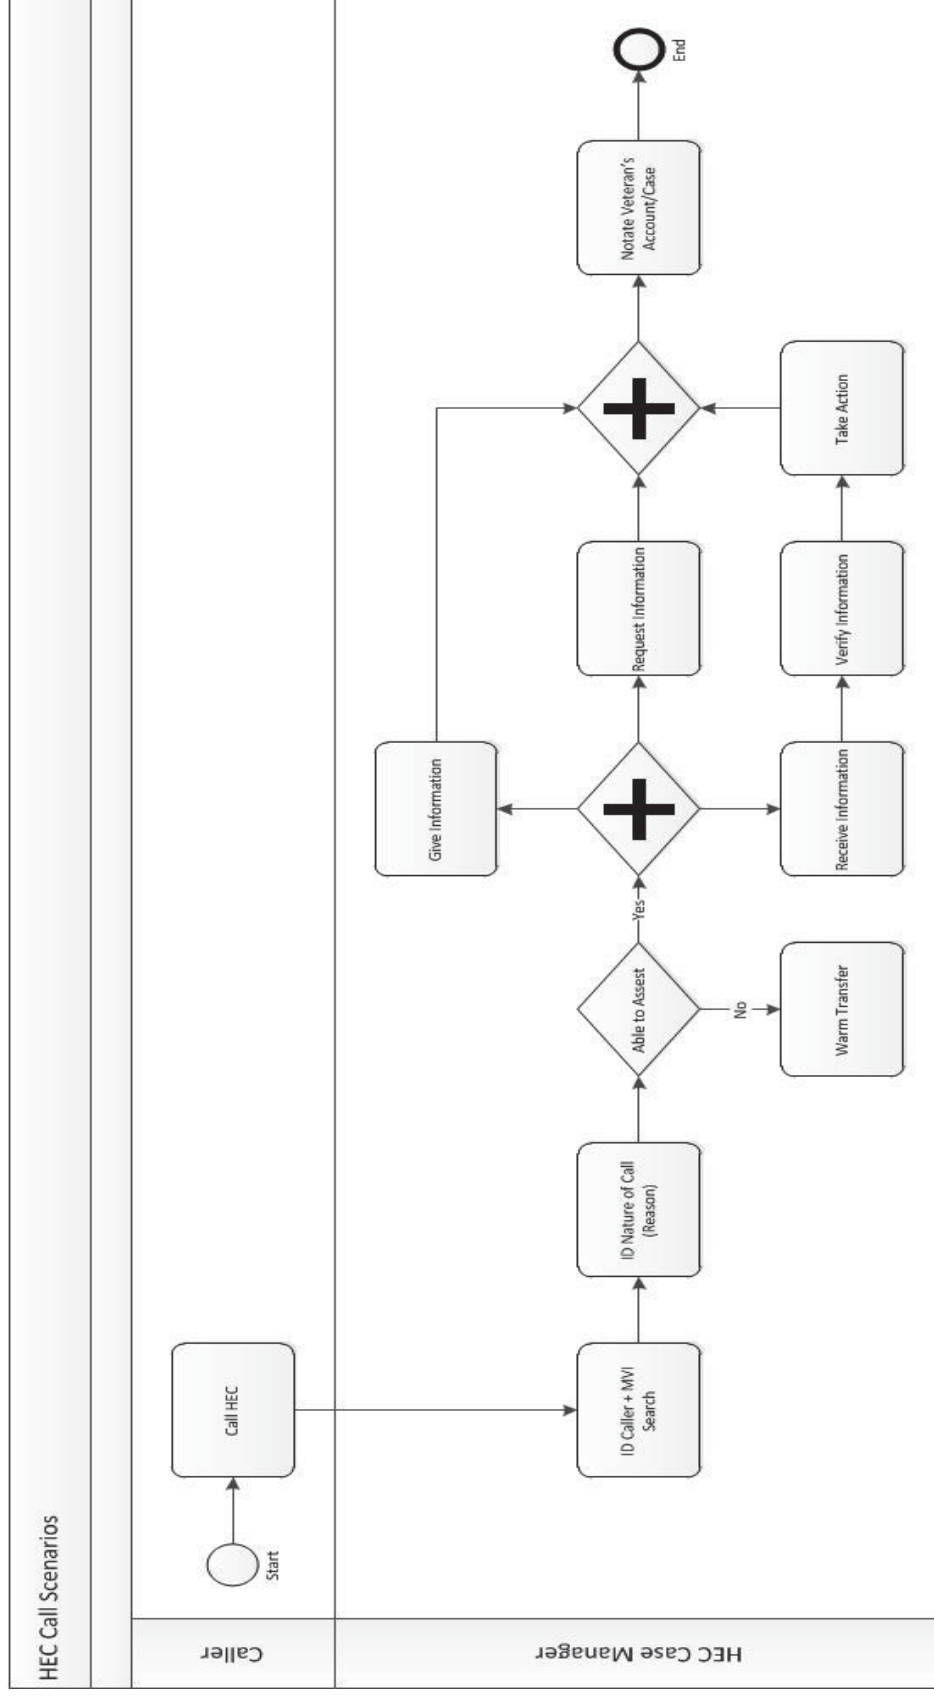 HEC Call Scenarios
Caller
Start
Call HEC
HEC Case Manager
ID Caller + MVI
Search
ID Nature of Call
(Reason)
Able to Assest
No
Warm Transfer
Yes
Give Information
Receive Information
Request Information
Verify Information
Take Action
Notate Veteran's
Account/Case
End